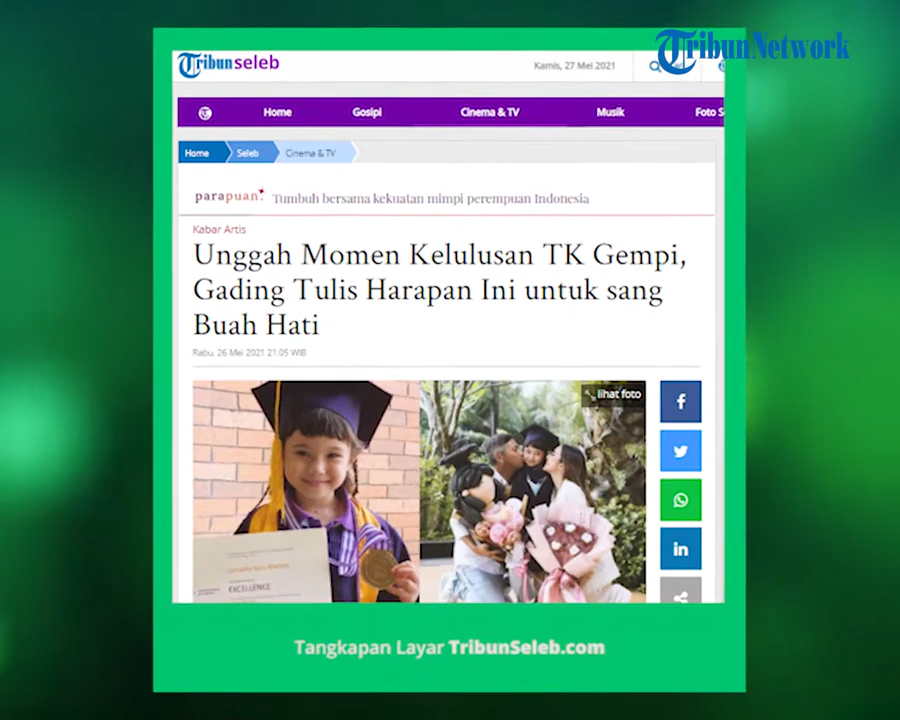 TribunNetwork
Tribunseleb
Kamis, 27 Mei 2021
Home Gosipi Cinema & TV Musik Foto S
Home Seleb Cinema & TV
parapuan. Tumbuh bersama kekuatan mimpi perempuan Indonesia
Kabar Artis
Unggah Momen Kelulusan TK Gempi,
Gading Tulis Harapan Ini untuk sang
Buah Hati
Rabu, 26 Mei 2021 21:05 WIB
lihat foto
EXCELLENCE
Tangkapan Layar TribunSeleb.com